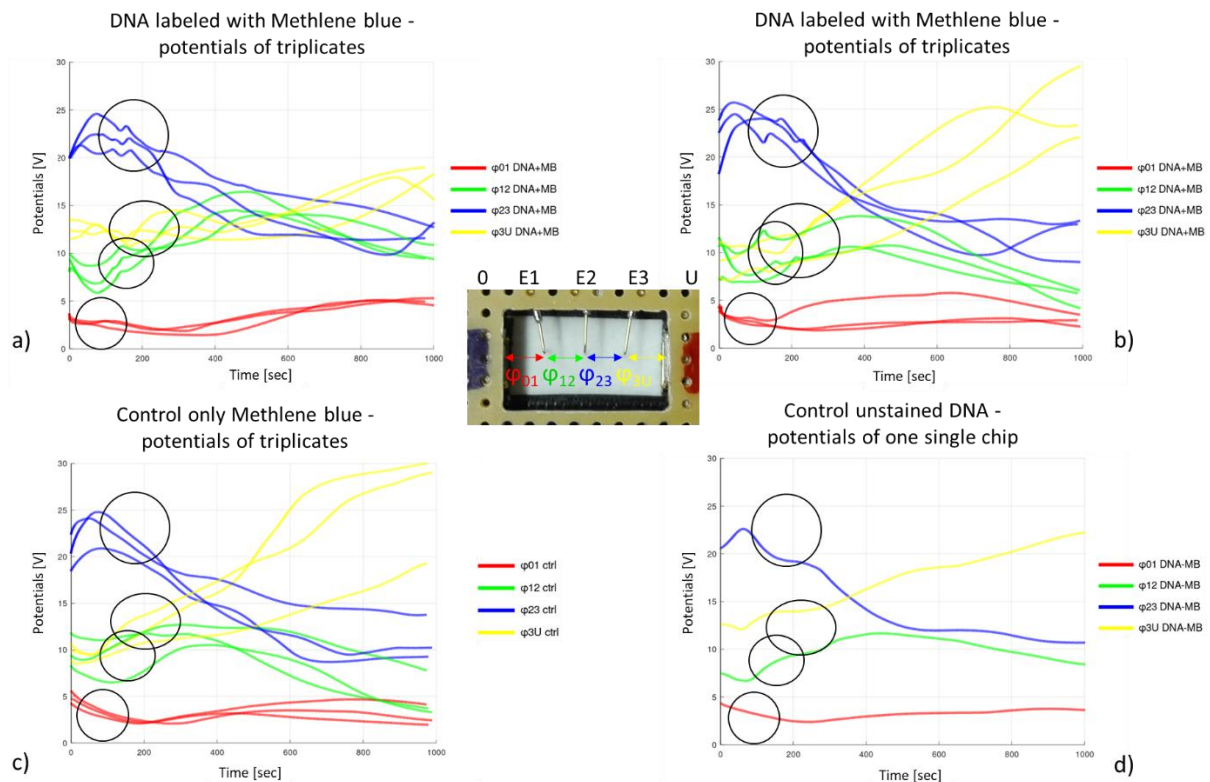 DNA labeled with Methlene blue -
potentials of triplicates
a)
Potentials [V]
30
25
20
15
10
5
0
0 200 400 600 800 1000
Time [sec]
φ01 DNA+MB
φ12 DNA+MB
φ23 DNA+MB
φ3U DNA+MB
DNA labeled with Methlene blue -
potentials of triplicates
b)
Potentials [V]
30
25
20
15
10
5
0
0 200 400 600 800 1000
Time [sec]
φ01 DNA+MB
φ12 DNA+MB
φ23 DNA+MB
φ3U DNA+MB
0 E1 E2 E3 U
φ01 φ12 φ23 φ3U
Control only Methlene blue -
potentials of triplicates
c)
Potentials [V]
30
25
20
15
10
5
0
0 200 400 600 800 1000
Time [sec]
φ01 ctrl
φ12 ctrl
φ23 ctrl
φ3U ctrl
Control unstained DNA -
potentials of one single chip
d)
Potentials [V]
30
25
20
15
10
5
0
0 200 400 600 800 1000
Time [sec]
φ01 DNA-MB
φ12 DNA-MB
φ23 DNA-MB
φ3U DNA-MB